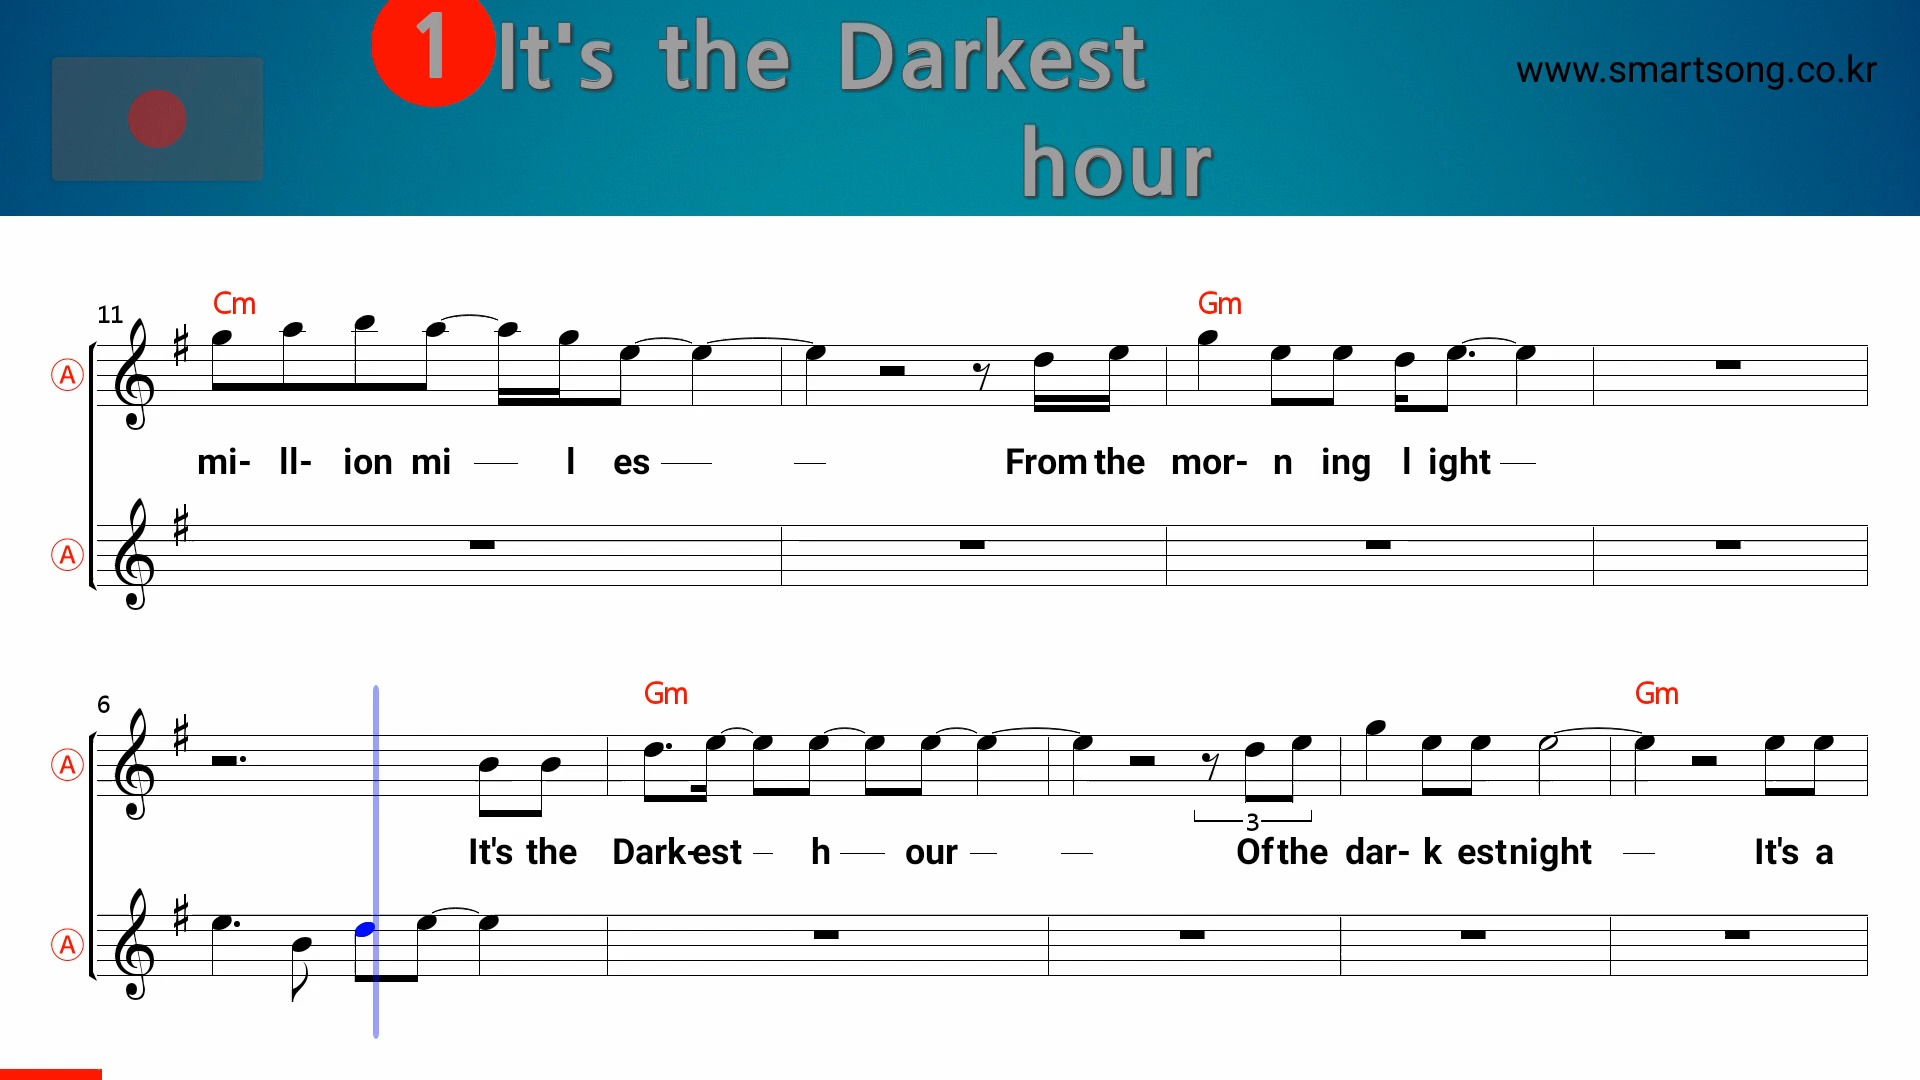 1 It's the Darkest
hour
www.smartsong.co.kr
Cm Gm
11
A
mi- ll- ion mi l es From the mor- n ing l ight
A
Gm Gm
6
A
3
It's the Dark-est h our Of the dar- k est night It's a
A